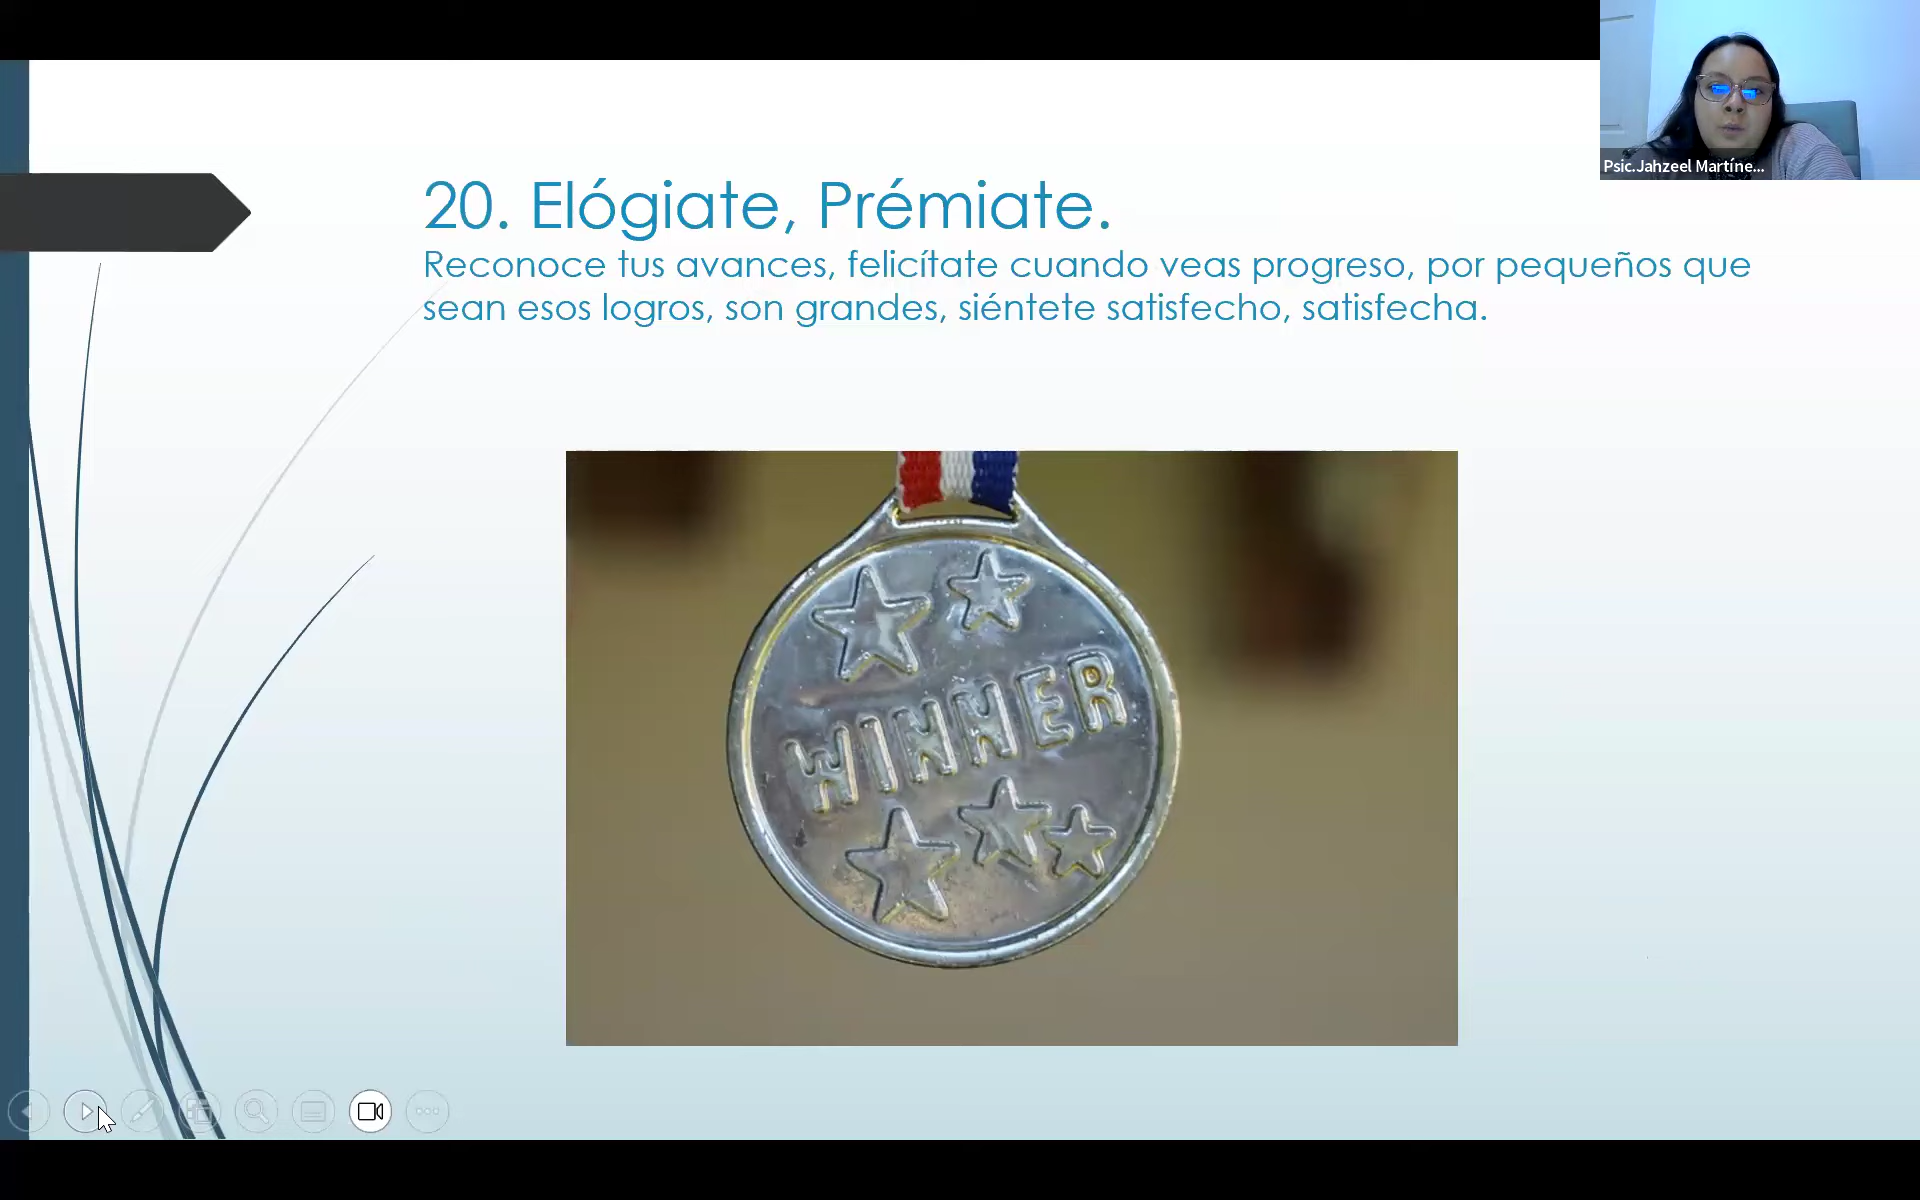 Psic.Jahzeel Martíne...
20. Elógiate, Prémiate.
Reconoce tus avances, felicítate cuando veas progreso, por pequeños que
sean esos logros, son grandes, siéntete satisfecho, satisfecha.
WINNER